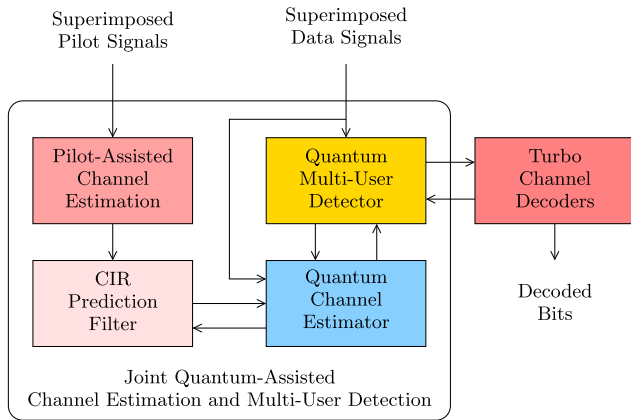 Superimposed
Pilot Signals
Superimposed
Data Signals
Pilot-Assisted
Channel
Estimation
Quantum
Multi-User
Detector
Turbo
Channel
Decoders
CIR
Prediction
Filter
Quantum
Channel
Estimator
Decoded
Bits
Joint Quantum-Assisted
Channel Estimation and Multi-User Detection